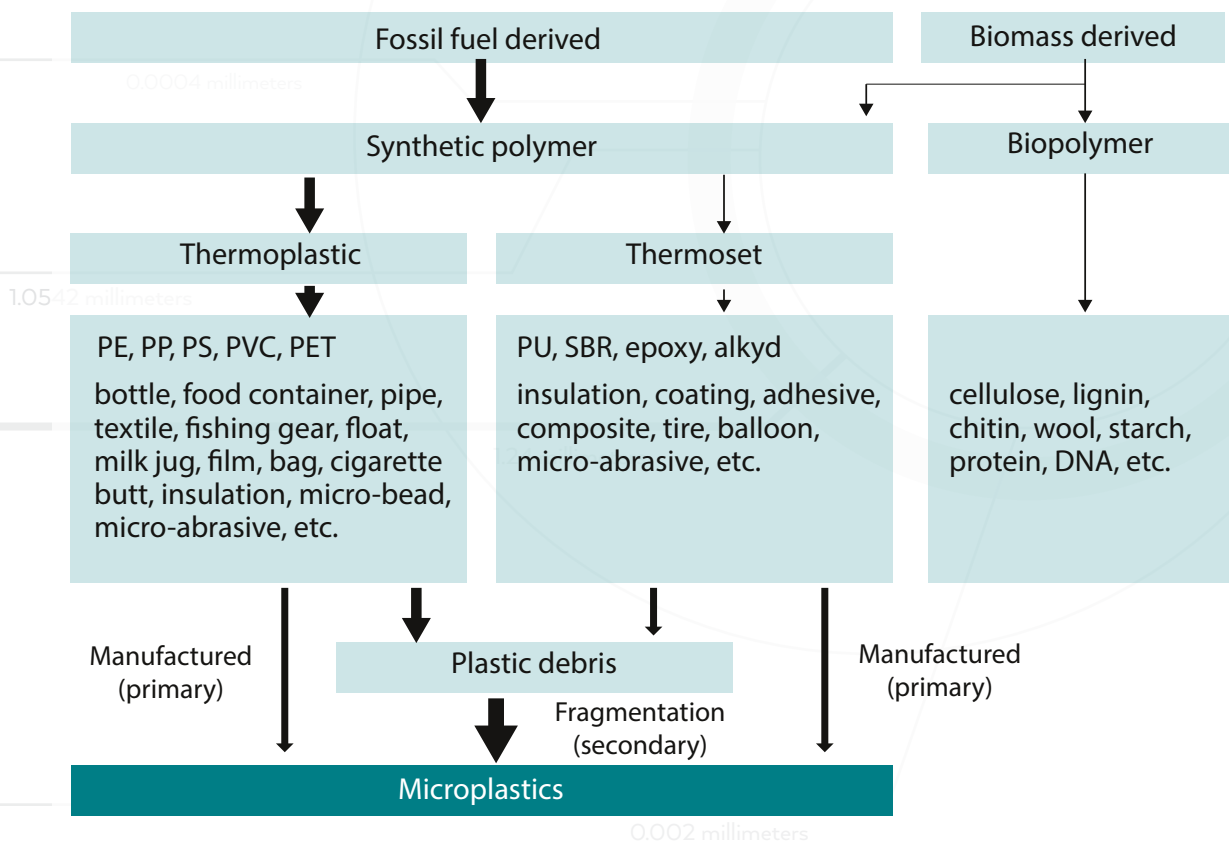 Fossil fuel derived
Biomass derived
0.0004 millimeters
Synthetic polymer
Biopolymer
Thermoplastic
Thermoset
1.0542 millimeters
PE, PP, PS, PVC, PET
bottle, food container, pipe,
textile, fishing gear, float,
milk jug, film, bag, cigarette
butt, insulation, micro-bead,
micro-abrasive, etc.
PU, SBR, epoxy, alkyd
insulation, coating, adhesive,
composite, tire, balloon,
micro-abrasive, etc.
cellulose, lignin,
chitin, wool, starch,
protein, DNA, etc.
Manufactured
(primary)
Plastic debris
Manufactured
(primary)
Fragmentation
(secondary)
Microplastics
0.002 millimeters